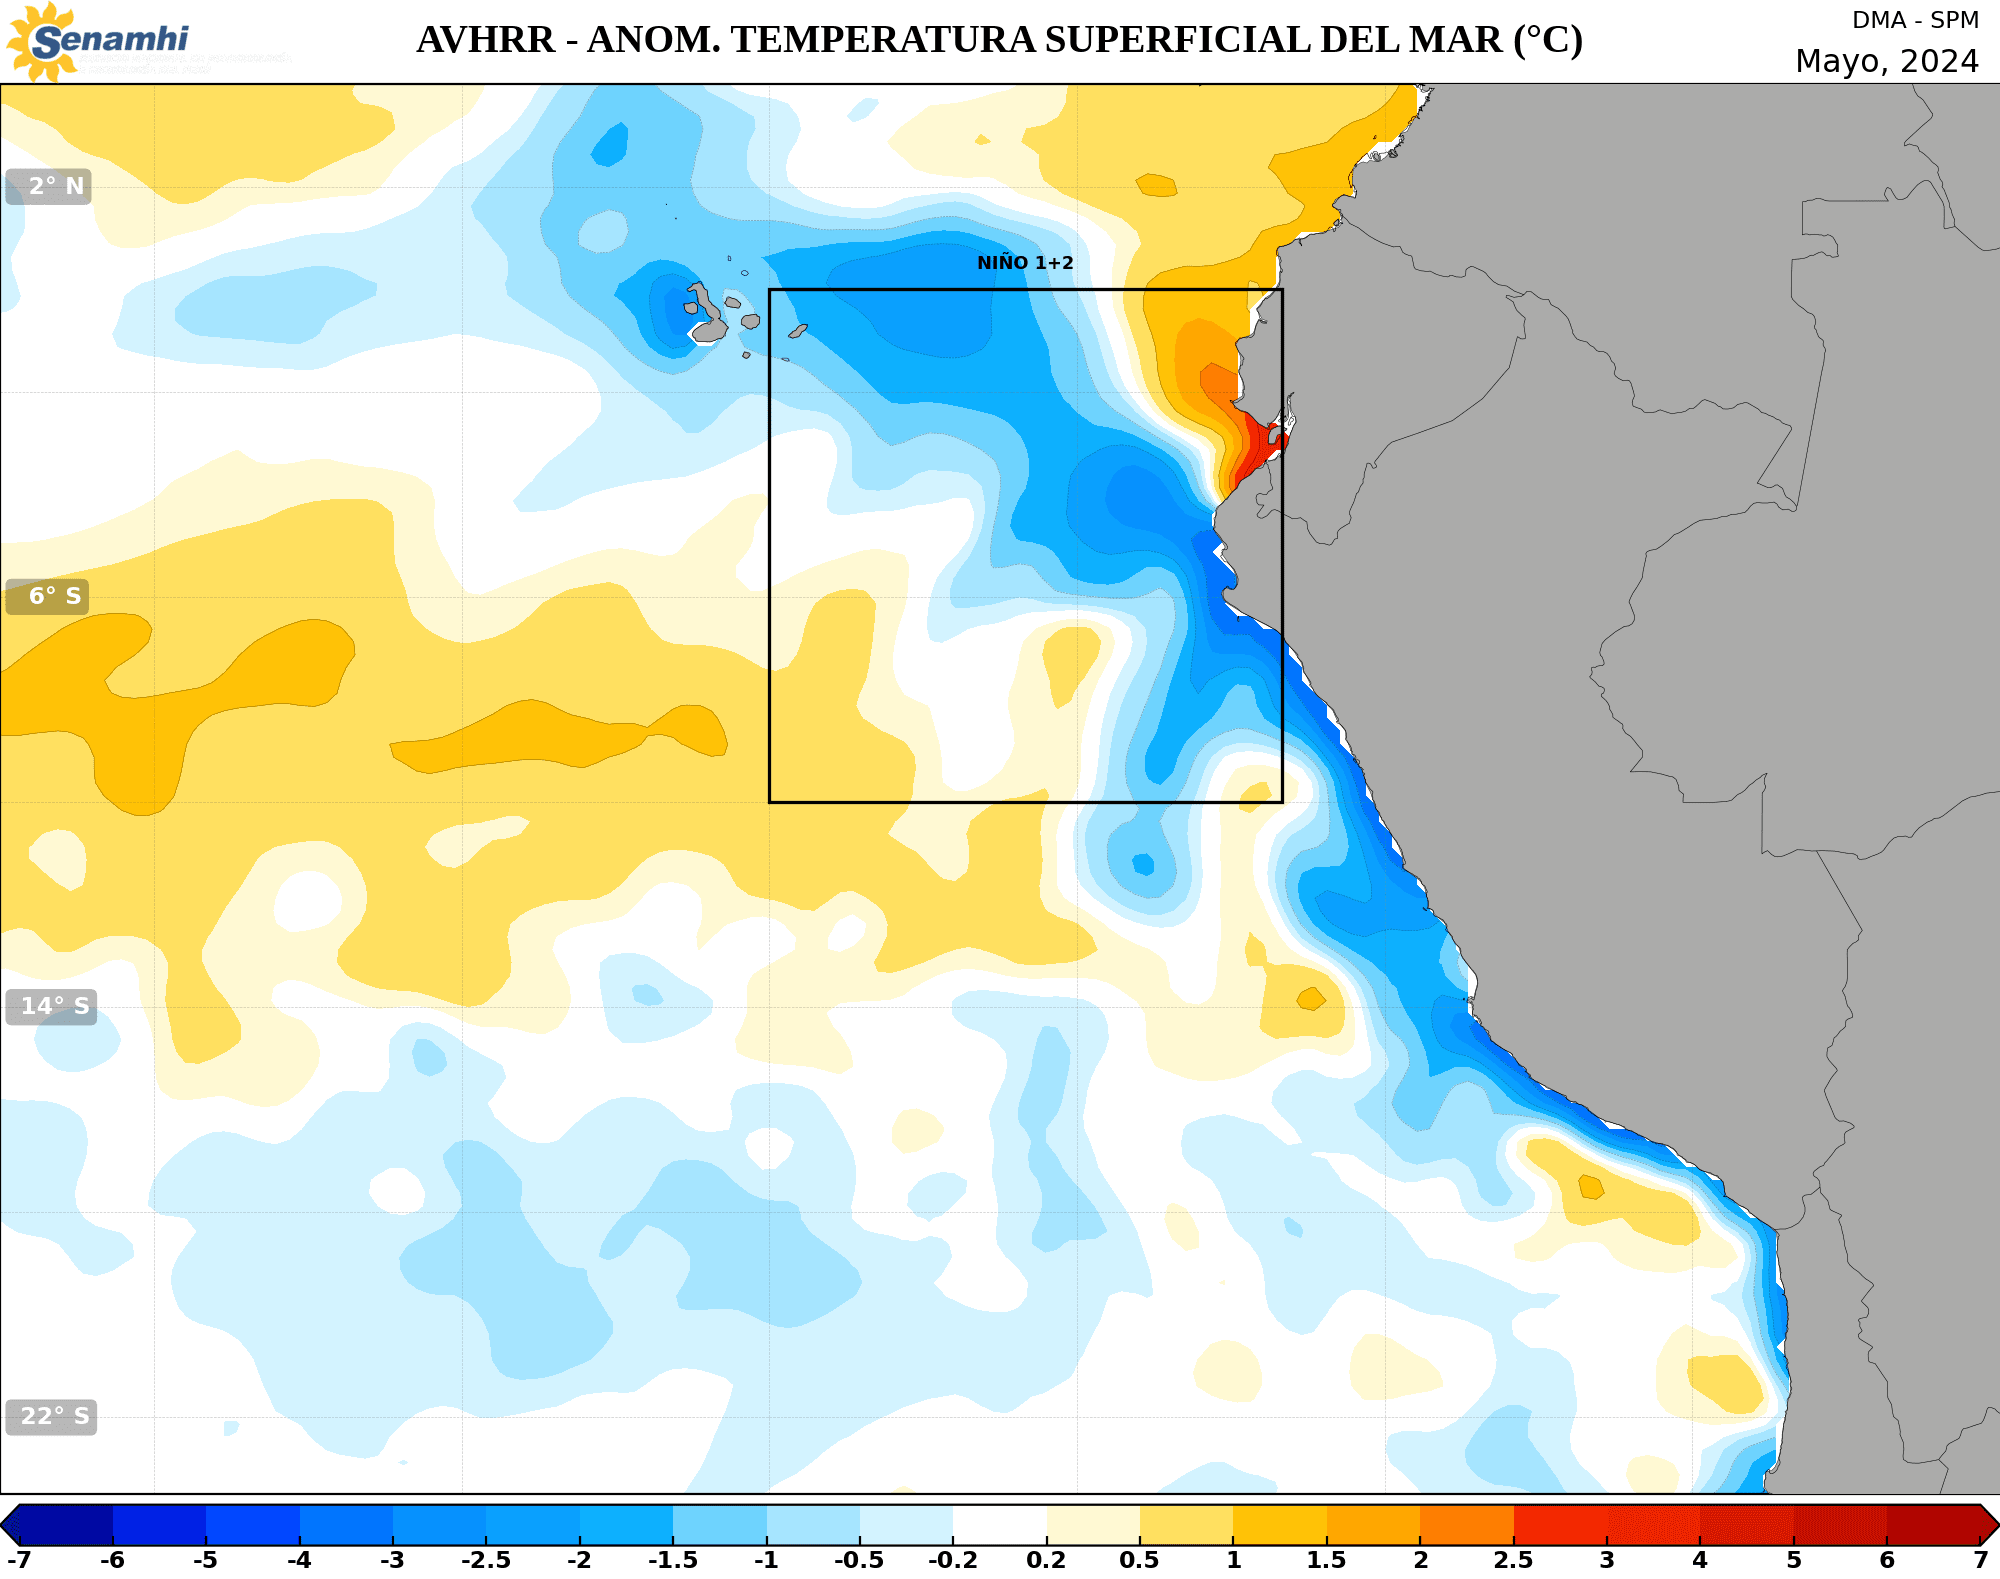 Senamhi
AVHRR - ANOM. TEMPERATURA SUPERFICIAL DEL MAR (°C)
DMA - SPM
Mayo, 2024
2° N
NIÑO 1+2
6° S
14° S
22° S
-7 -6 -5 -4 -3 -2.5 -2 -1.5 -1 -0.5 -0.2 0.2 0.5 1 1.5 2 2.5 3 4 5 6 7